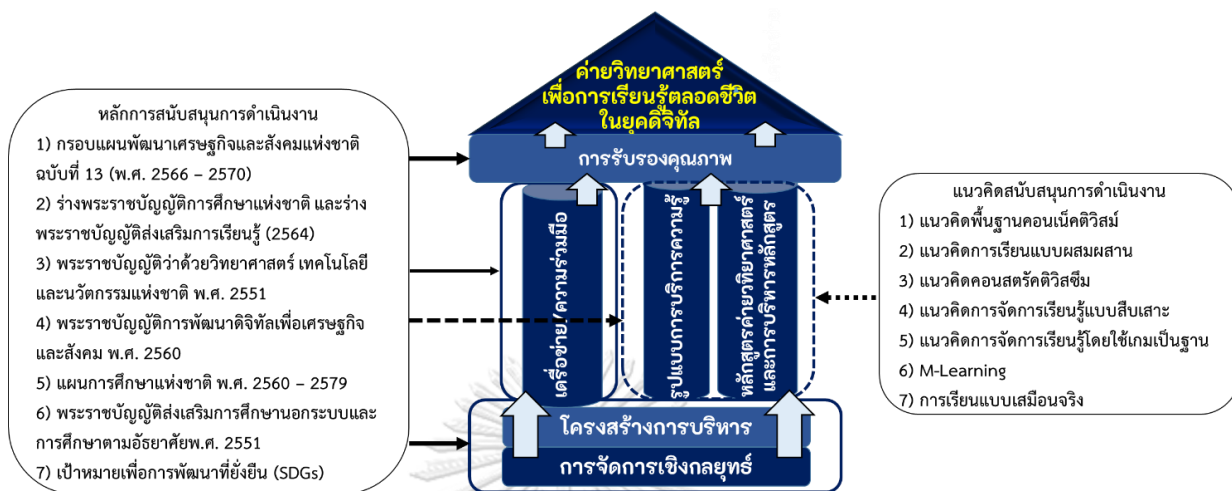 ค่ายวิทยาศาสตร์
เพื่อการเรียนรู้ตลอดชีวิต
ในยุคดิจิทัล
การรับรองคุณภาพ
หลักการสนับสนุนการดำเนินงาน
1) กรอบแผนพัฒนาเศรษฐกิจและสังคมแห่งชาติ
ฉบับที่ 13 (พ.ศ. 2566 – 2570)
2) ร่างพระราชบัญญัติการศึกษาแห่งชาติ และร่าง
พระราชบัญญัติส่งเสริมการเรียนรู้ (2564)
3) พระราชบัญญัติว่าด้วยวิทยาศาสตร์ เทคโนโลยี
และนวัตกรรมแห่งชาติ พ.ศ. 2551
4) พระราชบัญญัติการพัฒนาดิจิทัลเพื่อเศรษฐกิจ
และสังคม พ.ศ. 2560
5) แผนการศึกษาแห่งชาติ พ.ศ. 2560 – 2579
6) พระราชบัญญัติส่งเสริมการศึกษานอกระบบและ
การศึกษาตามอัธยาศัยพ.ศ. 2551
7) เป้าหมายเพื่อการพัฒนาที่ยั่งยืน (SDGs)
เครือข่าย/ความร่วมมือ
รูปแบบการบริการความรู้
หลักสูตรค่ายวิทยาศาสตร์
และการบริหารหลักสูตร
โครงสร้างการบริหาร
การจัดการเชิงกลยุทธ์
แนวคิดสนับสนุนการดำเนินงาน
1) แนวคิดพื้นฐานคอนเน็คติวิสม์
2) แนวคิดการเรียนแบบผสมผสาน
3) แนวคิดคอนสตรัคติวิสซึม
4) แนวคิดการจัดการเรียนรู้แบบสืบเสาะ
5) แนวคิดการจัดการเรียนรู้โดยใช้เกมเป็นฐาน
6) M-Learning
7) การเรียนแบบเสมือนจริง